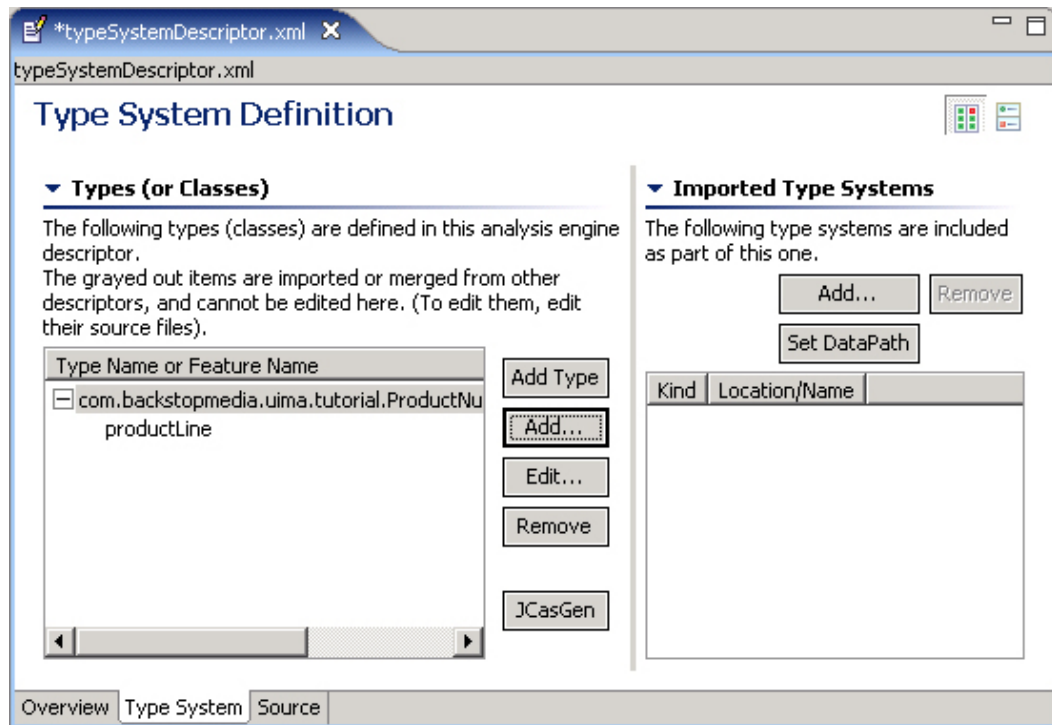 *typeSystemDescriptor.xml
typeSystemDescriptor.xml
Type System Definition
Types (or Classes)
The following types (classes) are defined in this analysis engine
descriptor.
The grayed out items are imported or merged from other
descriptors, and cannot be edited here. (To edit them, edit
their source files).
Type Name or Feature Name
com.backstopmedia.uima.tutorial.ProductNu
productLine
Add Type
Add...
Edit...
Remove
JCasGen
Imported Type Systems
The following type systems are included
as part of this one.
Add... Remove
Set DataPath
Kind Location/Name
Overview Type System Source